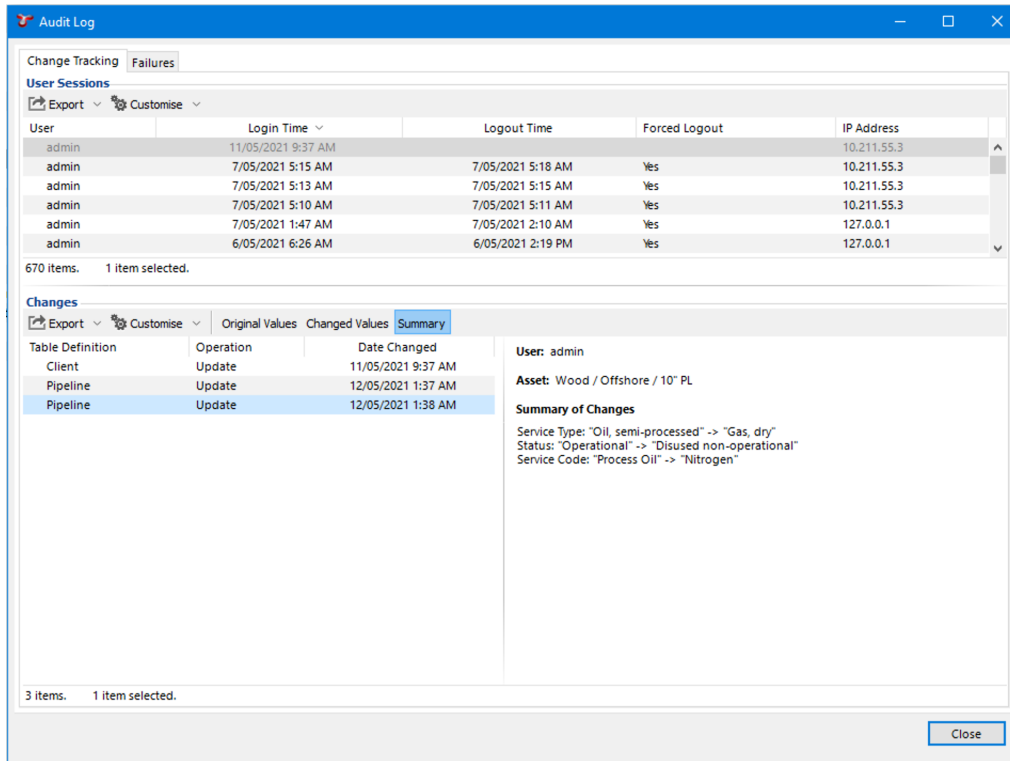 Audit Log
Change Tracking Failures
User Sessions
Export Customise
User Login Time Logout Time Forced Logout IP Address
admin 11/05/2021 9:37 AM 10.211.55.3
admin 7/05/2021 5:15 AM 7/05/2021 5:18 AM Yes 10.211.55.3
admin 7/05/2021 5:13 AM 7/05/2021 5:15 AM Yes 10.211.55.3
admin 7/05/2021 5:10 AM 7/05/2021 5:11 AM Yes 10.211.55.3
admin 7/05/2021 1:47 AM 7/05/2021 2:10 AM Yes 127.0.0.1
admin 6/05/2021 6:26 AM 6/05/2021 2:19 PM Yes 127.0.0.1
670 items. 1 item selected.
Changes
Export Customise Original Values Changed Values Summary
Table Definition Operation Date Changed
Client Update 11/05/2021 9:37 AM
Pipeline Update 12/05/2021 1:37 AM
Pipeline Update 12/05/2021 1:38 AM
User: admin
Asset: Wood / Offshore / 10" PL
Summary of Changes
Service Type: "Oil, semi-processed" -> "Gas, dry"
Status: "Operational" -> "Disused non-operational"
Service Code: "Process Oil" -> "Nitrogen"
3 items. 1 item selected.
Close